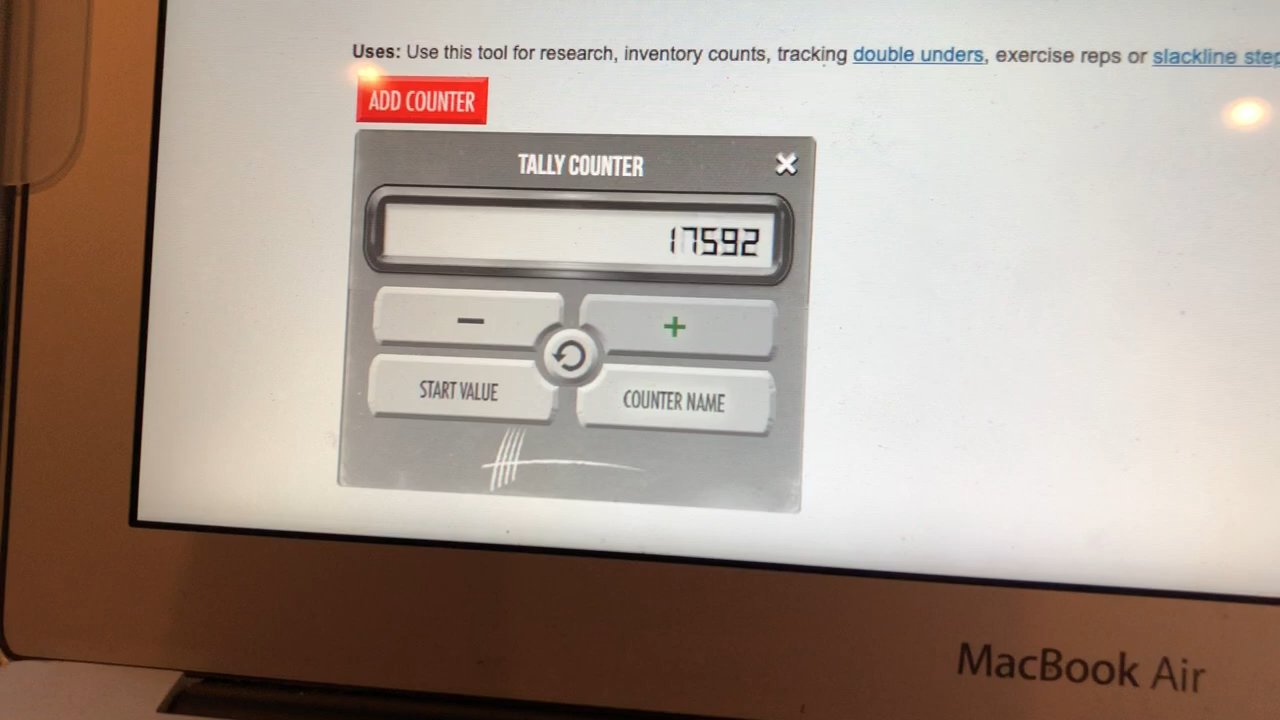 Uses: Use this tool for research, inventory counts, tracking double unders, exercise reps or slackline step
ADD COUNTER
TALLY COUNTER
17592
START VALUE
COUNTER NAME
MacBook Air